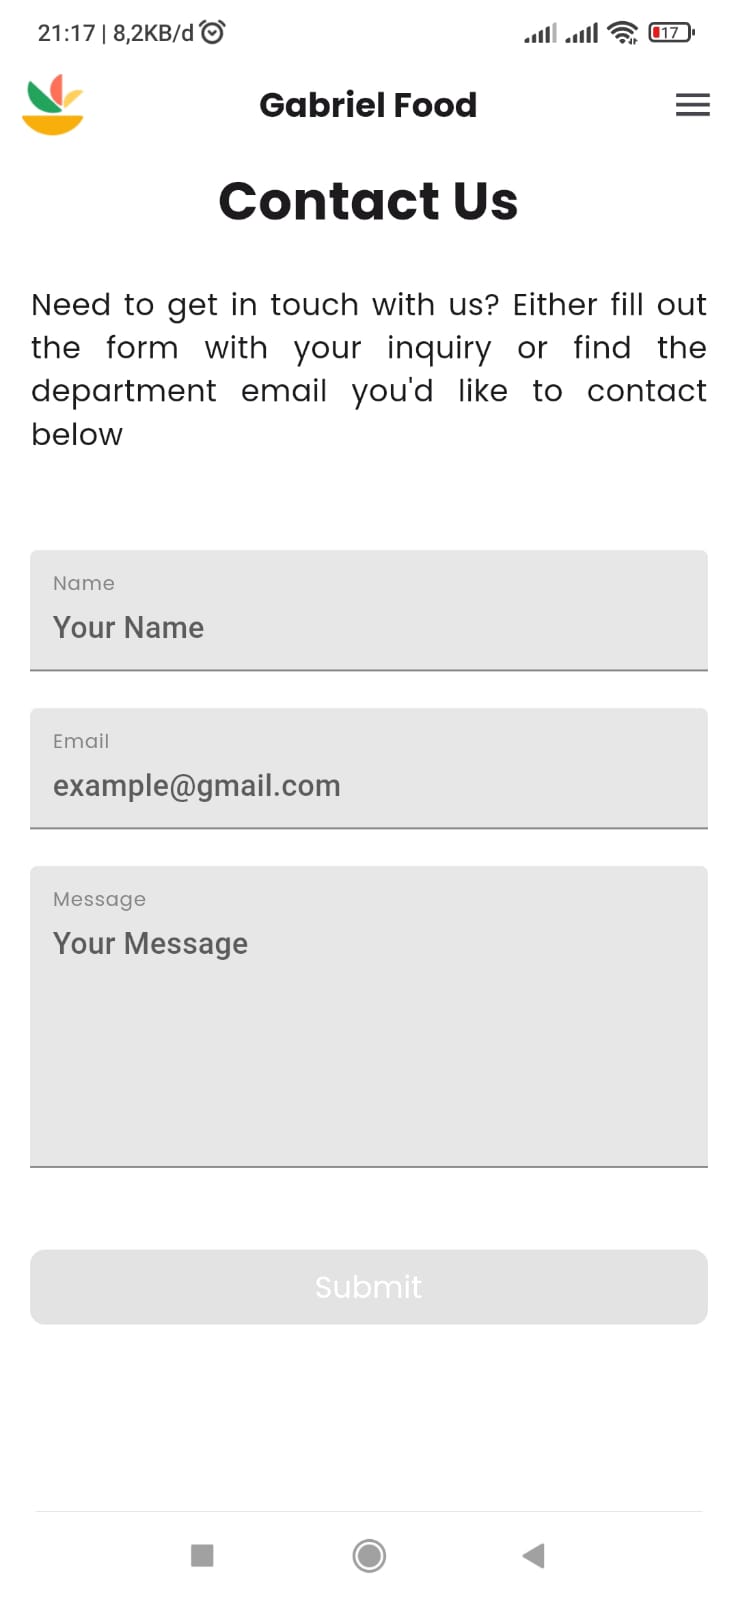 21:17 | 8,2KB/d
17
Gabriel Food
Contact Us
Need to get in touch with us? Either fill out
the form with your inquiry or find the
department email you'd like to contact
below
Name
Your Name
Email
example@gmail.com
Message
Your Message
Submit